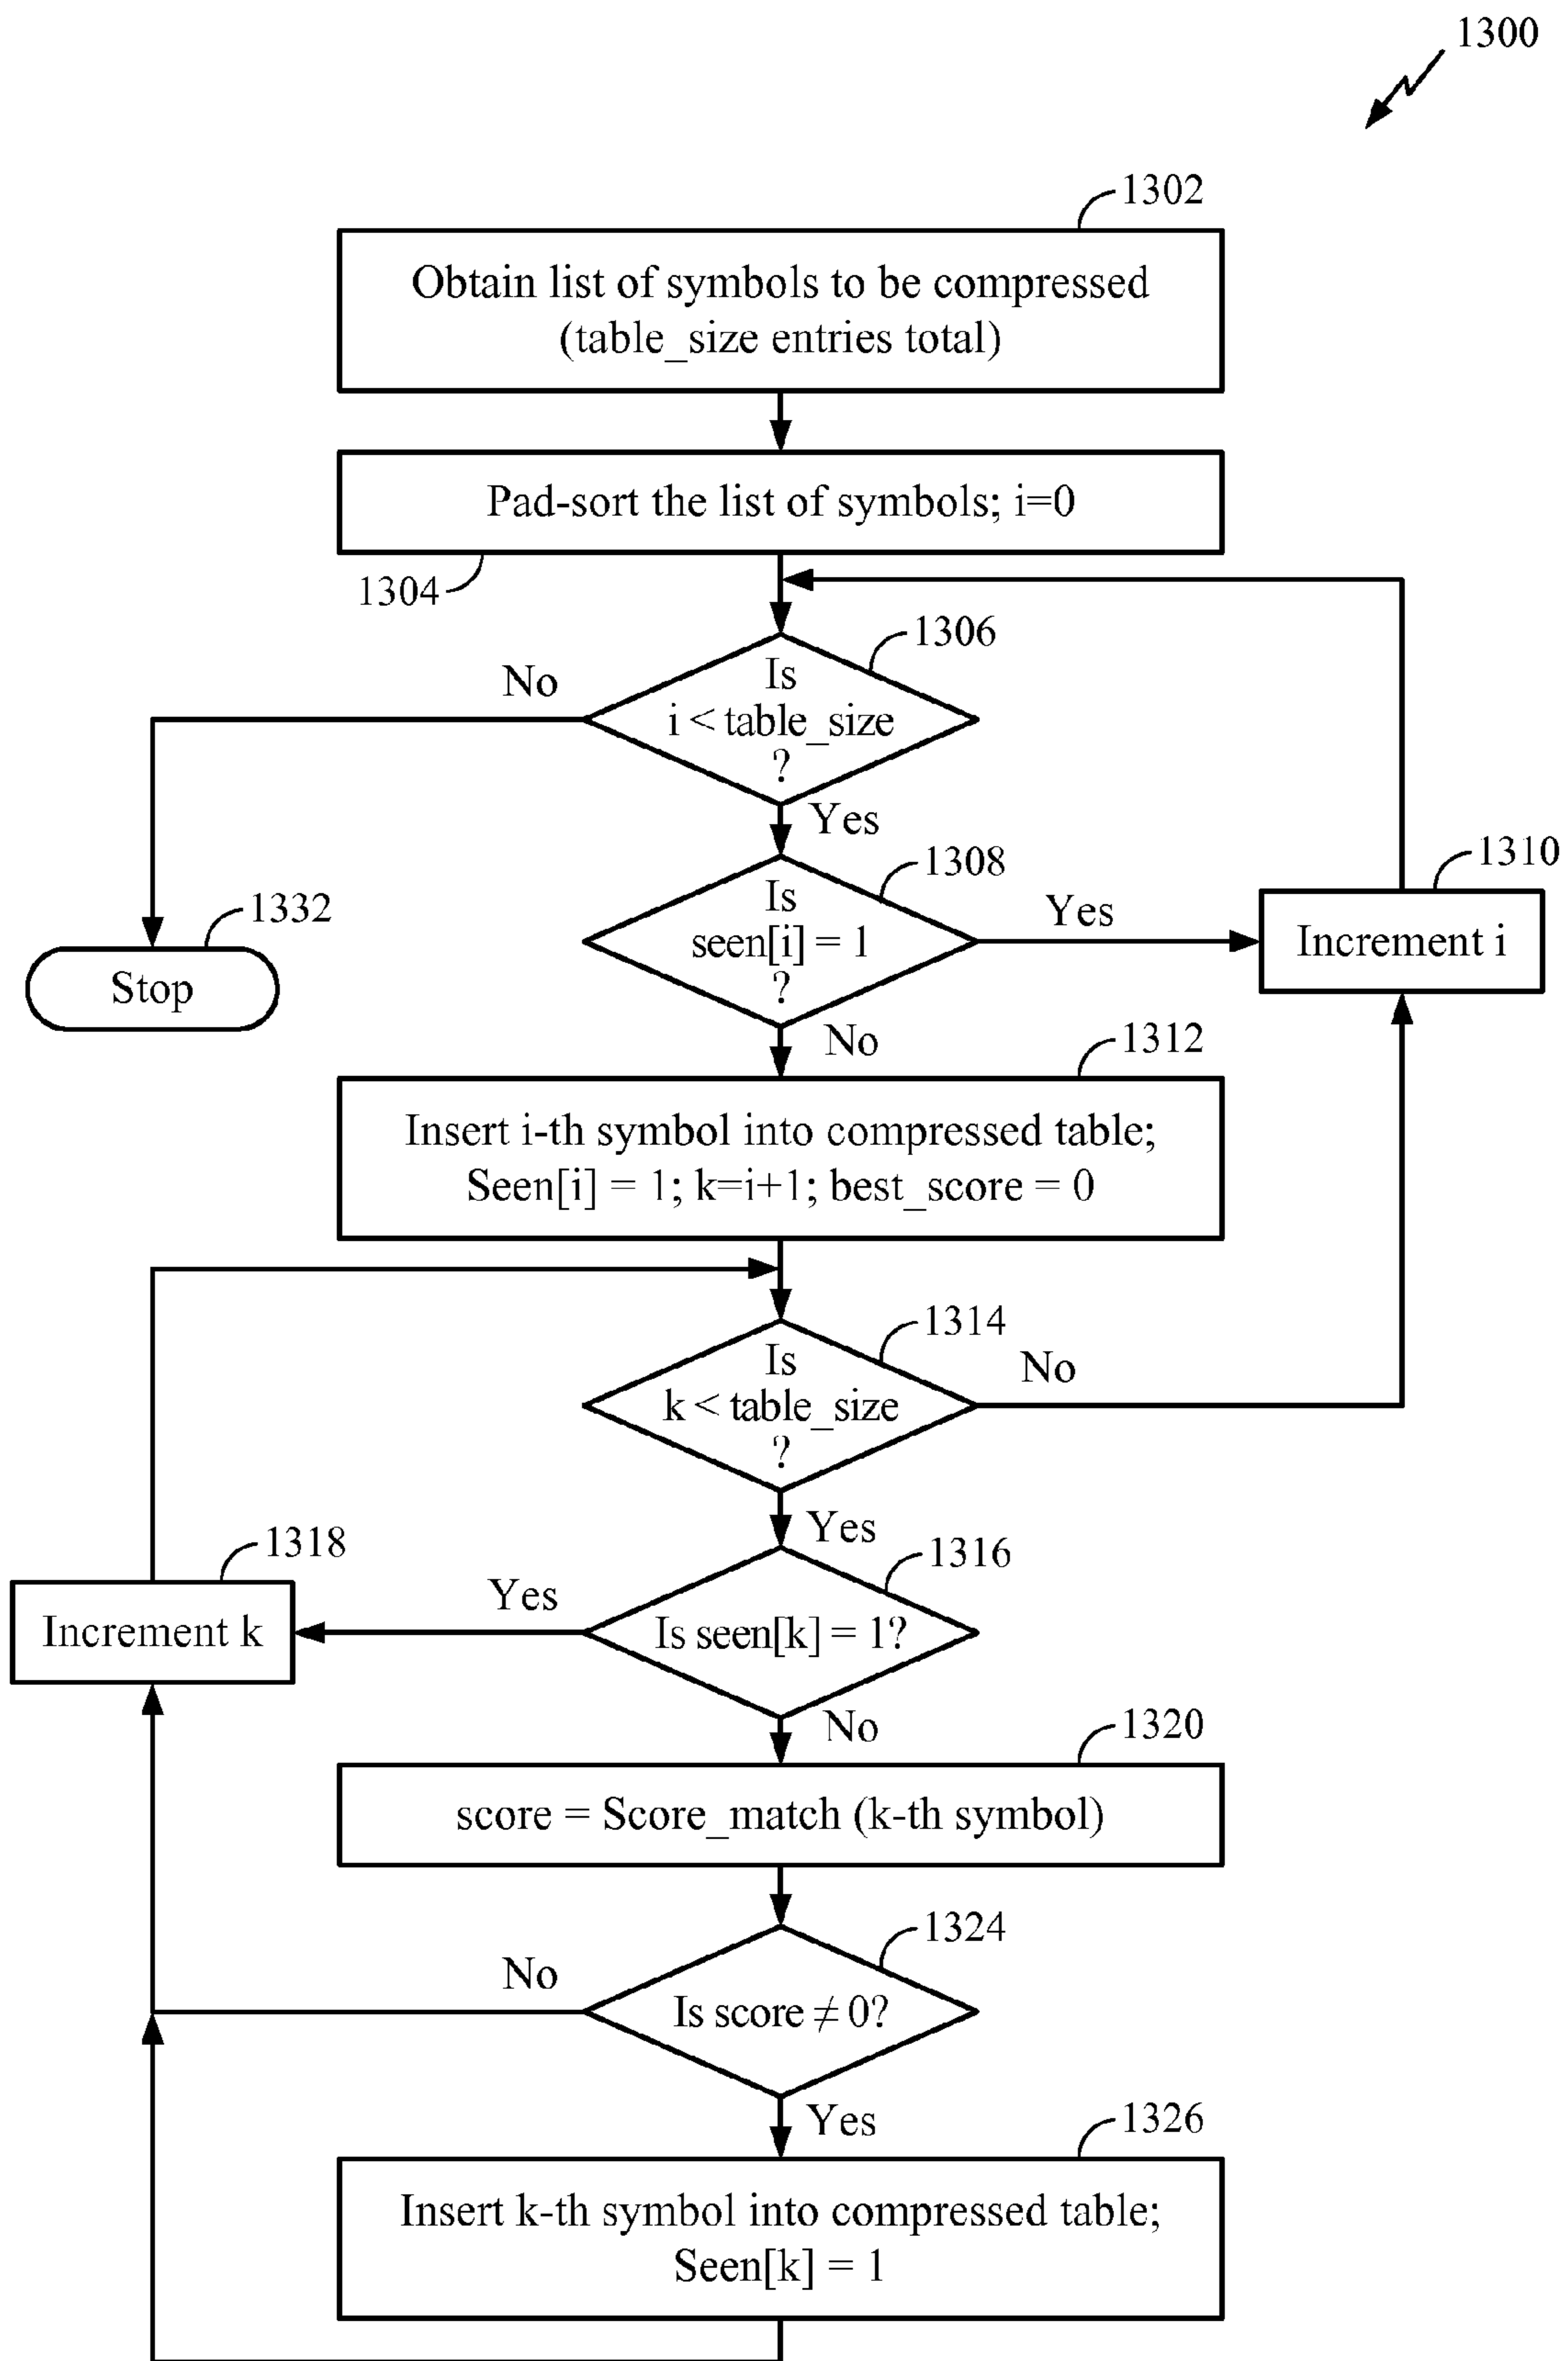 1300
1302
Obtain list of symbols to be compressed
(table_size entries total)
Pad-sort the list of symbols; i=0
1304
1306
Is
i < table_size
?
No
Yes
1308
Is
seen[i] = 1
?
Yes
1310
Increment i
1332
Stop
No
1312
Insert i-th symbol into compressed table;
Seen[i] = 1; k=i+1; best_score = 0
1314
Is
k < table_size
?
No
Yes
1316
Is seen[k] = 1?
Yes
1318
Increment k
No
1320
score = Score_match (k-th symbol)
1324
Is score ≠ 0?
No
Yes
1326
Insert k-th symbol into compressed table;
Seen[k] = 1